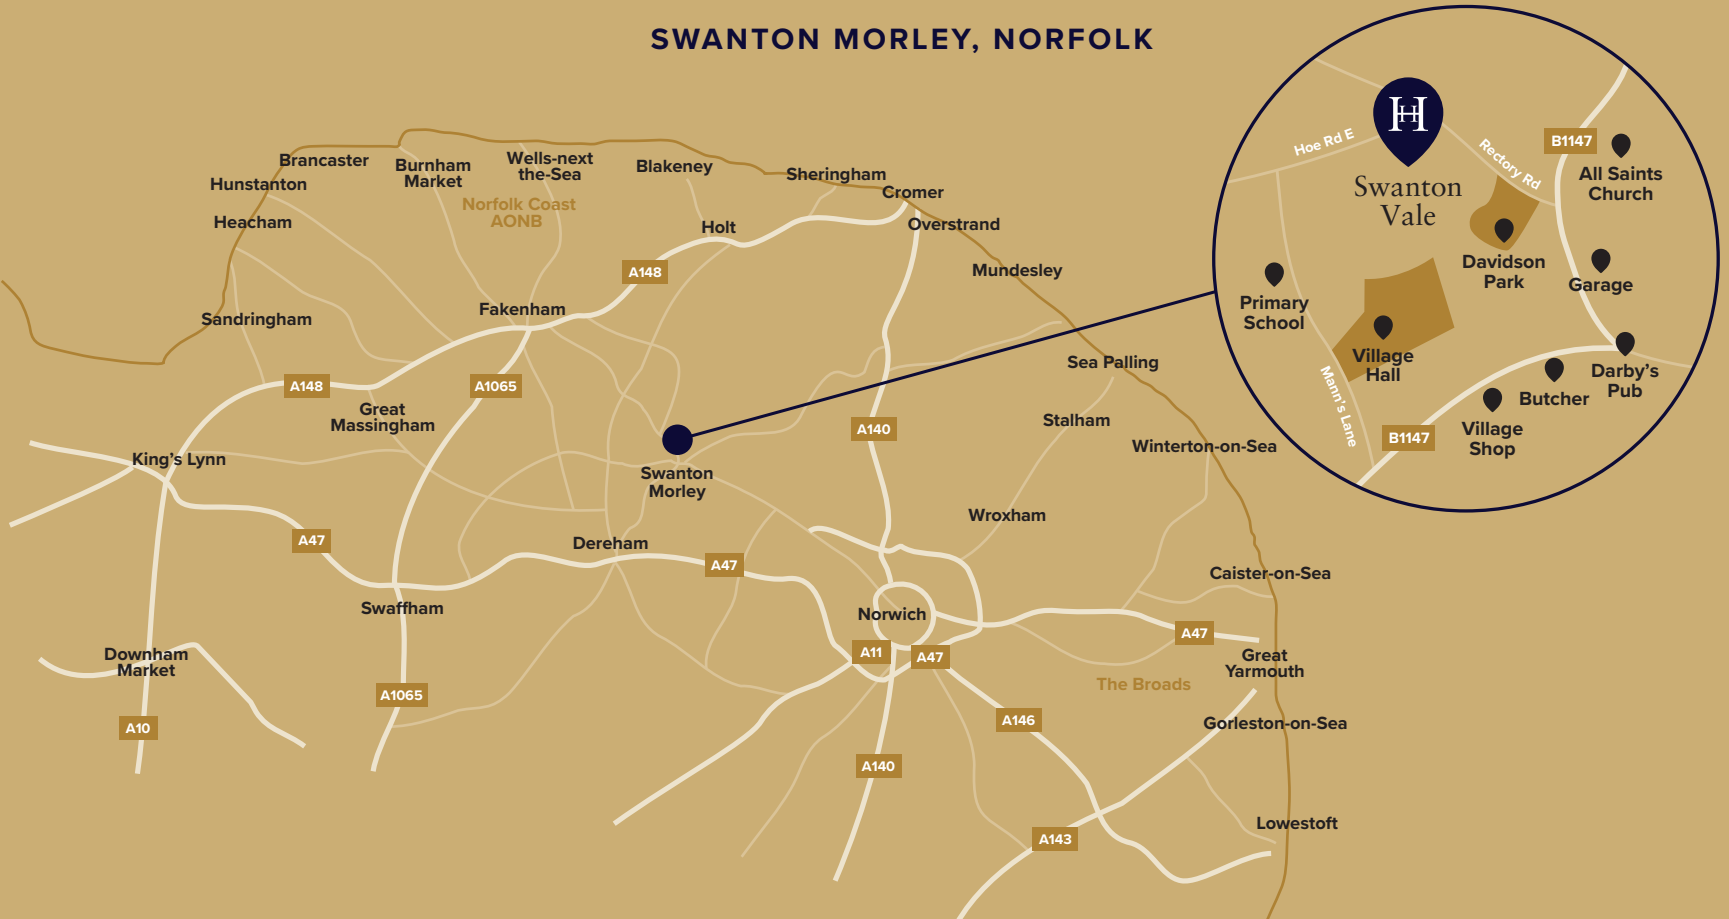 SWANTON MORLEY, NORFOLK
Brancaster
Burnham
Market
Wells-next
the-Sea
Blakeney
Sheringham
Cromer
Hunstanton
Heacham
Norfolk Coast
AONB
Holt
Overstrand
Mundesley
A148
Fakenham
Sandringham
Sea Palling
A148
A1065
Great
Massingham
A140
Stalham
Winterton-on-Sea
King's Lynn
Swanton
Morley
Wroxham
A47
Dereham
A47
Caister-on-Sea
Swaffham
Norwich
A47
Downham
Market
A11
A47
Great
Yarmouth
The Broads
A1065
A10
A146
Gorleston-on-Sea
A140
A143
Lowestoft
H
Hoe Rd E
Rectory Rd
B1147
All Saints
Church
Swanton
Vale
Davidson
Park
Garage
Primary
School
Village
Hall
Mann's Lane
Darby's
Pub
Butcher
Village
Shop
B1147